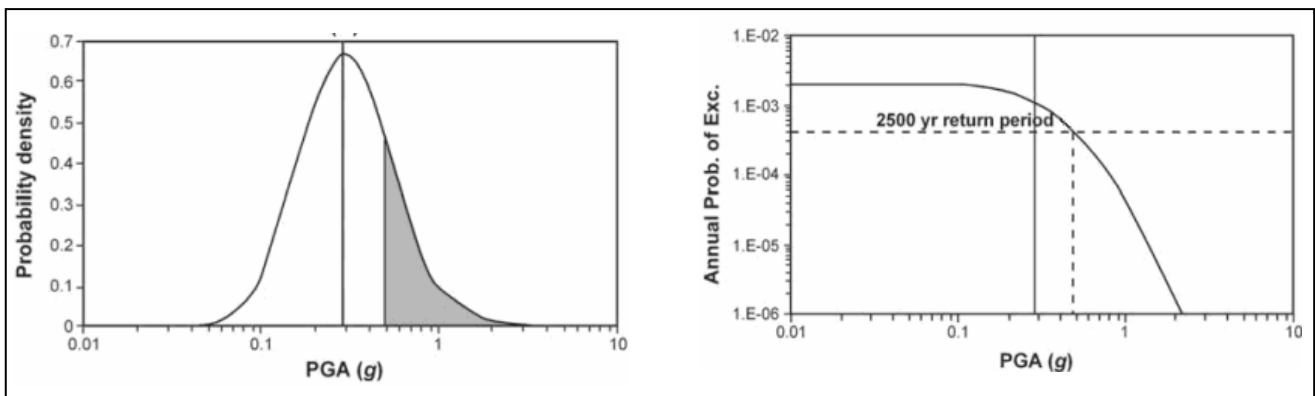 0.7
0.6
0.5
0.4
0.3
0.2
0.1
0
Probability density
0.01
0.1
1
10
PGA (g)
1.E-02
1.E-03
1.E-04
1.E-05
1.E-06
Annual Prob. of Exc.
2500 yr return period
0.01
0.1
1
10
PGA (g)